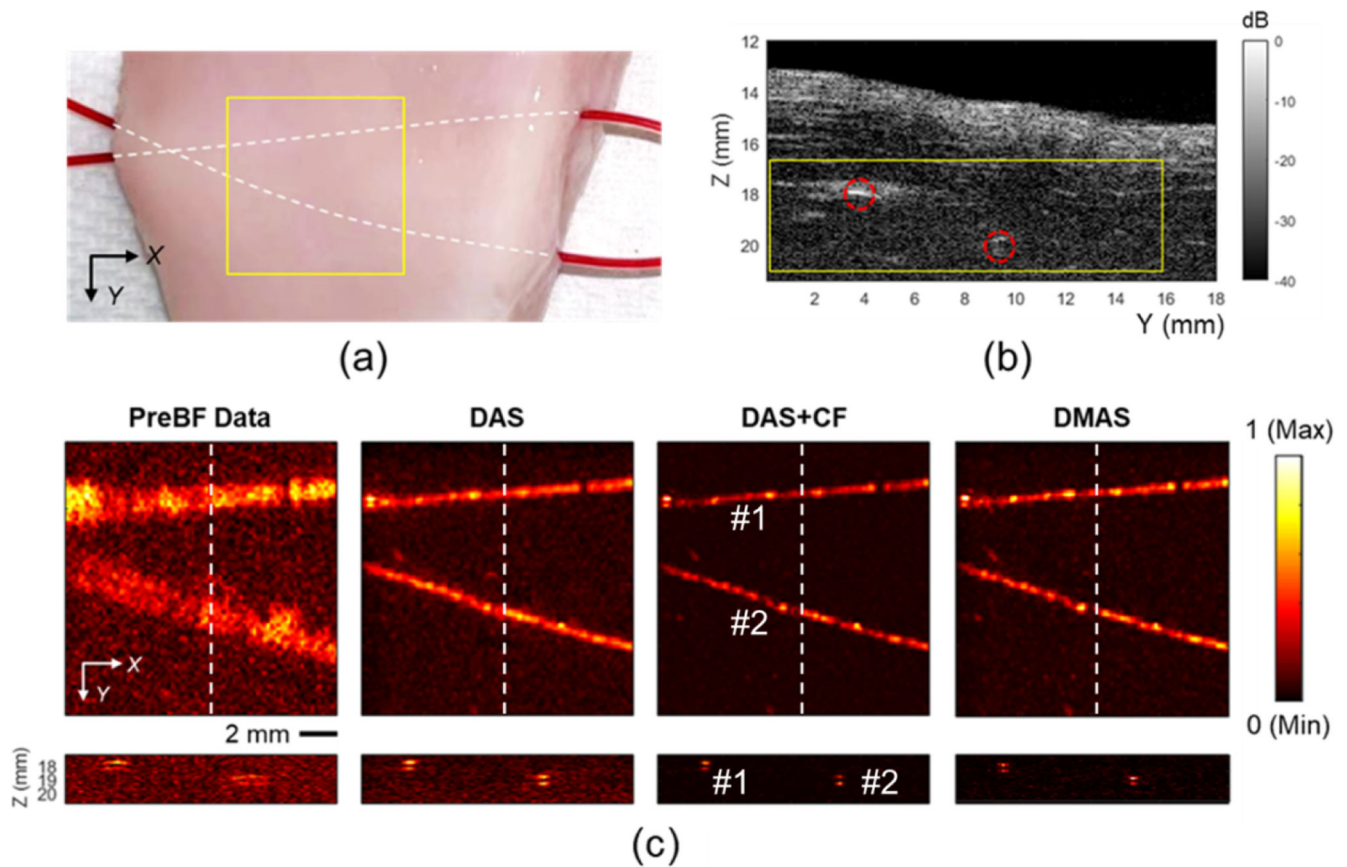 X
Y
(a)
dB
12
14
16
18
20
Z (mm)
0
-10
-20
-30
-40
2 4 6 8 10 12 14 16 18
Y (mm)
(b)
PreBF Data DAS DAS+CF DMAS
#1
#2
X
Y
2 mm
1 (Max)
0 (Min)
Z (mm)
18
19
20
#1 #2
(c)